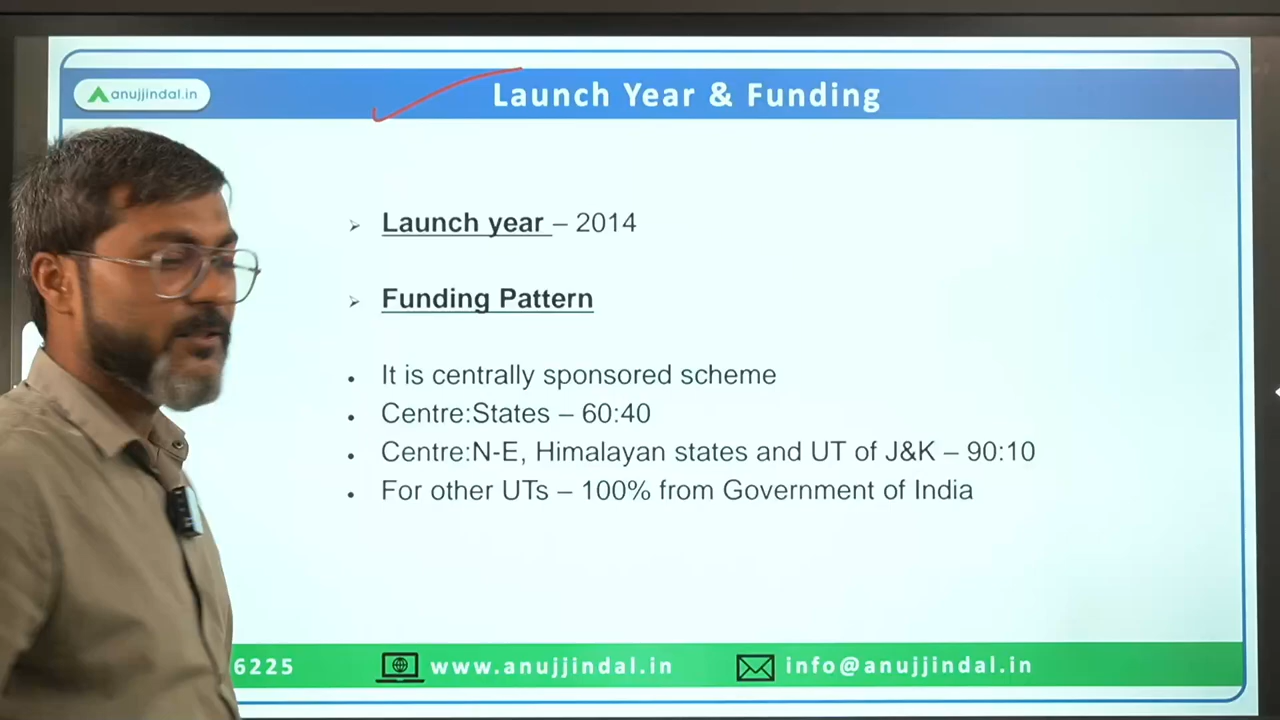 anujjindal.in
Launch Year & Funding
Launch year – 2014
Funding Pattern
It is centrally sponsored scheme
Centre:States – 60:40
Centre:N-E, Himalayan states and UT of J&K – 90:10
For other UTs – 100% from Government of India
6225
www.anujjindal.in
info@anujjindal.in